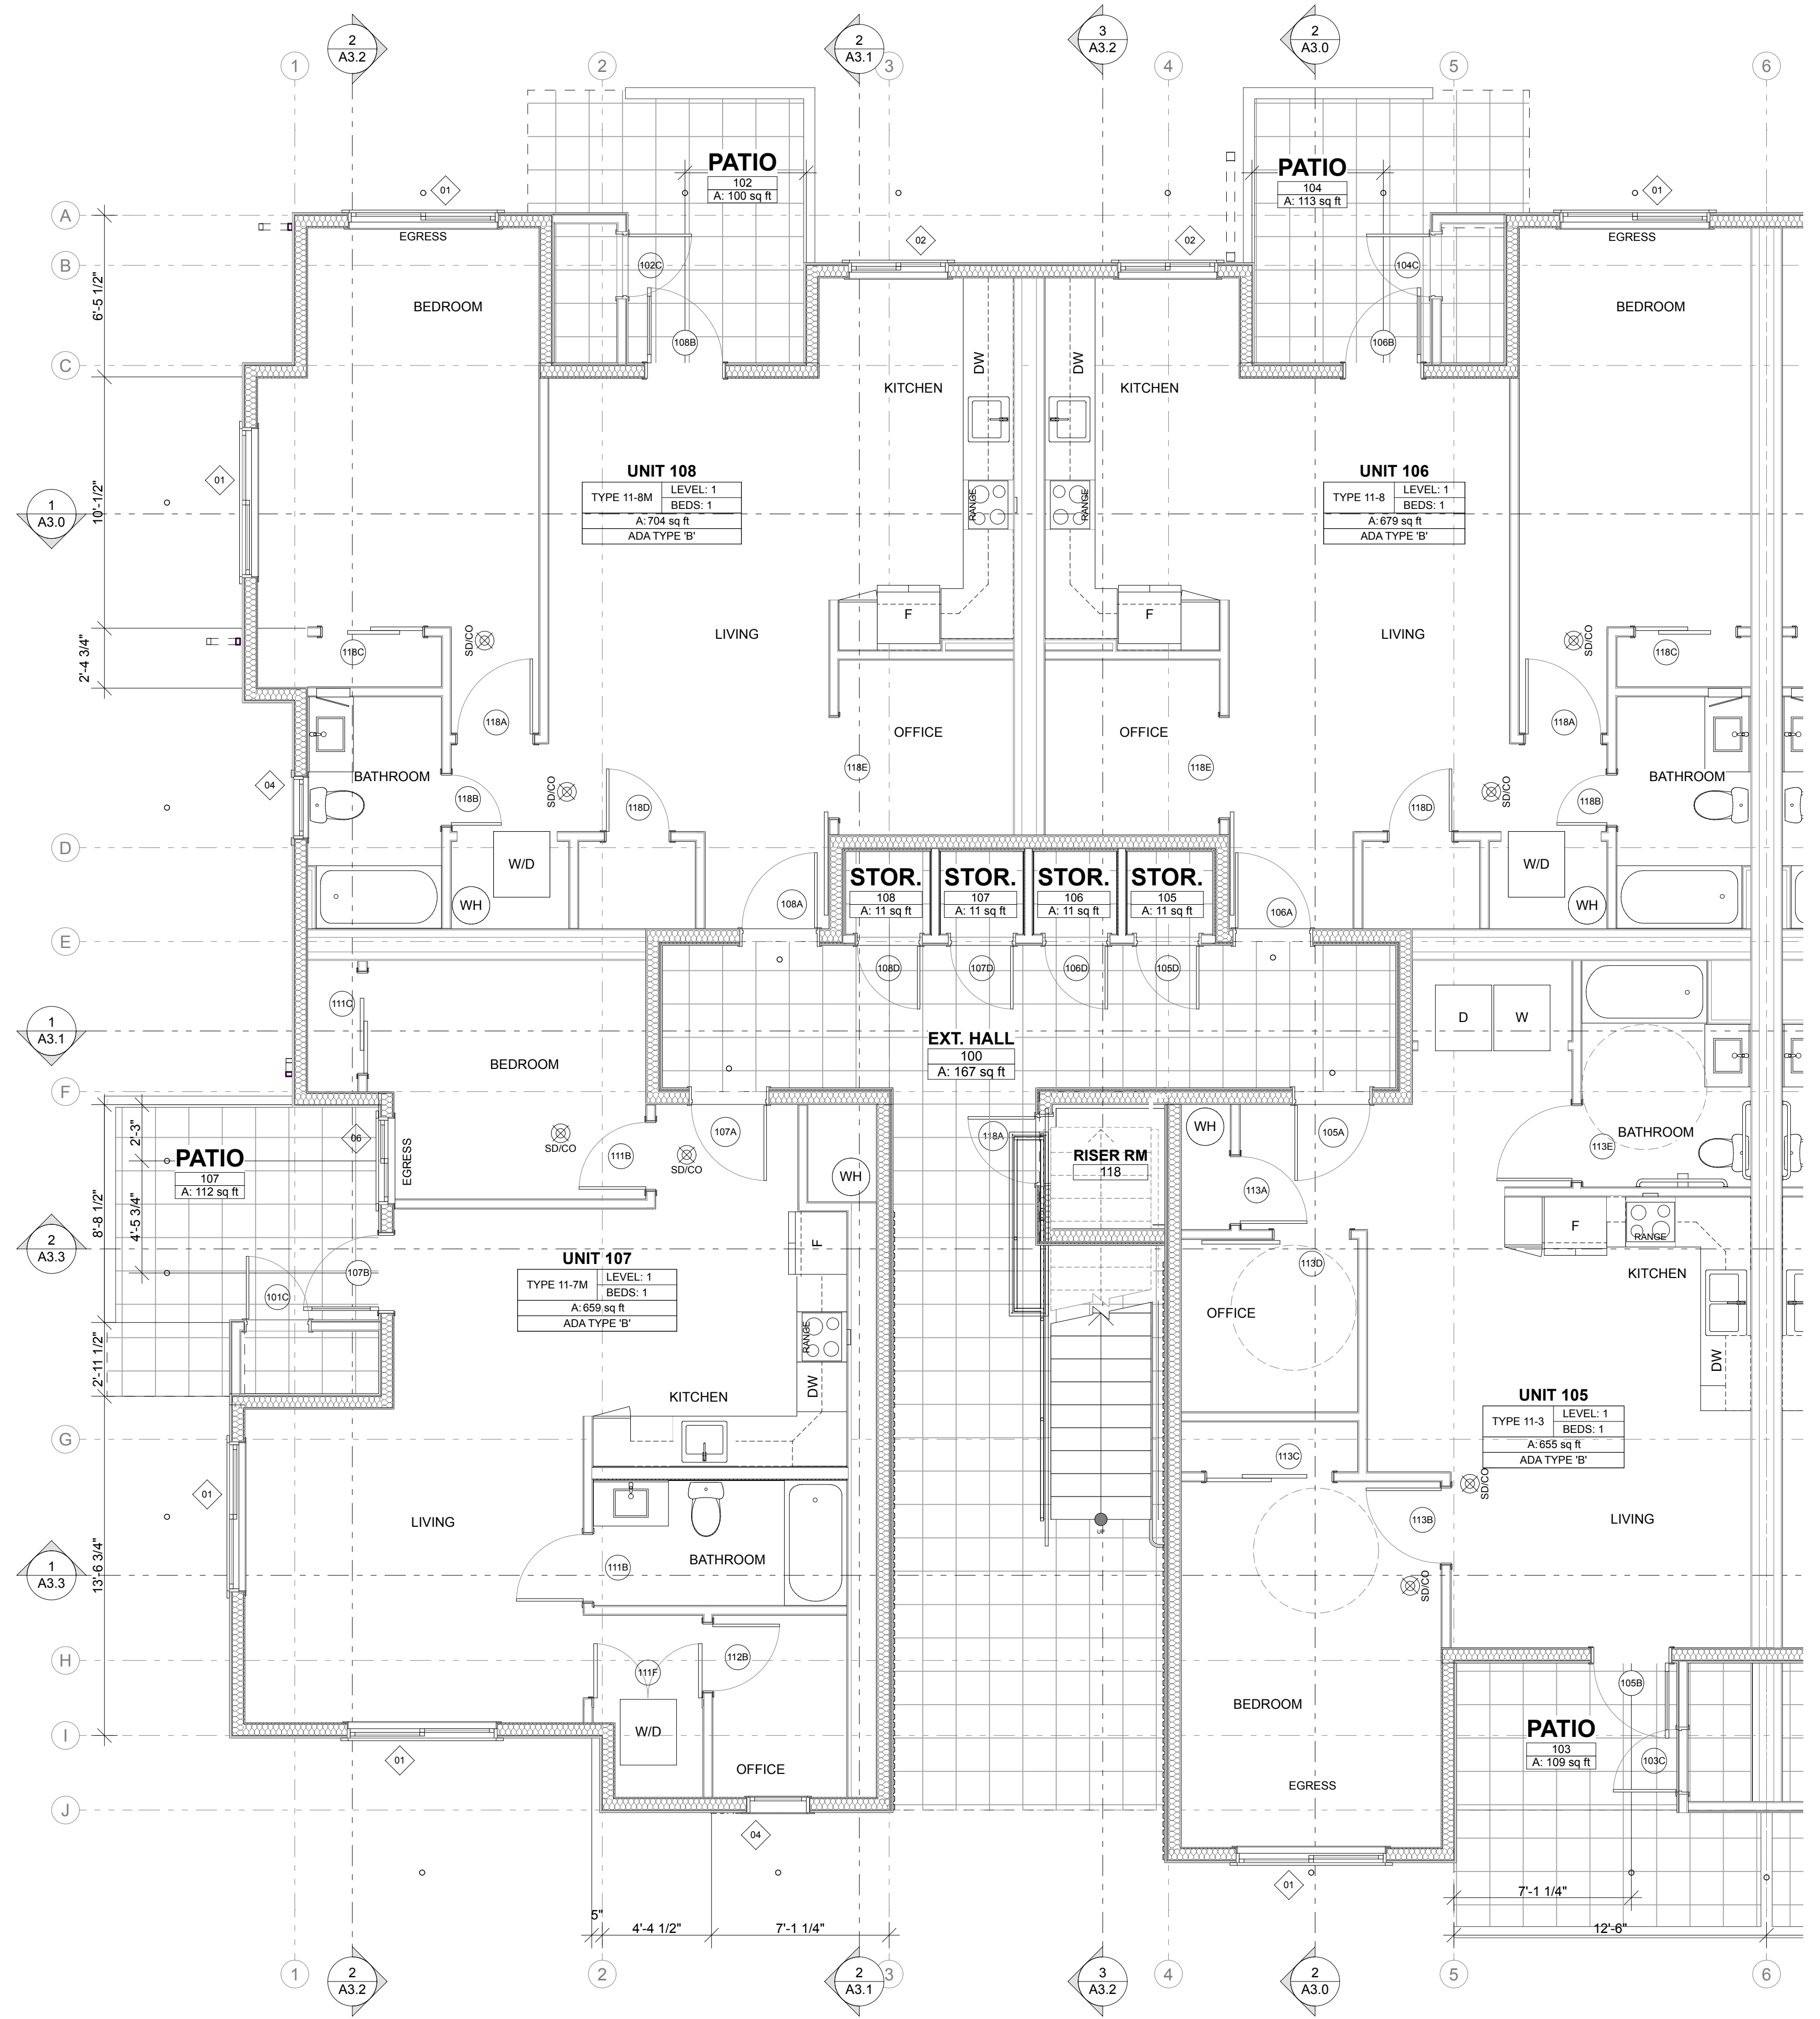 2
A3.2
2
A3.1
3
A3.2
2
A3.0
1
2
3
4
5
6
PATIO
102
A: 100 sq ft
PATIO
104
A: 113 sq ft
01
01
A
EGRESS
EGRESS
02
02
B
102C
104C
6'-5 1/2"
BEDROOM
BEDROOM
108B
106B
C
DW
DW
KITCHEN
KITCHEN
UNIT 108
TYPE 11-8M
LEVEL: 1
BEDS: 1
A: 704 sq ft
ADA TYPE 'B'
UNIT 106
TYPE 11-8
LEVEL: 1
BEDS: 1
A: 679 sq ft
ADA TYPE 'B'
01
10'-1/2"
1
A3.0
RANGE
RANGE
F
F
LIVING
LIVING
SD/CO
SD/CO
118C
118C
2'-4 3/4"
118A
118A
OFFICE
OFFICE
118E
118E
BATHROOM
BATHROOM
04
118B
SD/CO
118D
118D
SD/CO
118B
D
W/D
W/D
STOR.
108
A: 11 sq ft
STOR.
107
A: 11 sq ft
STOR.
106
A: 11 sq ft
STOR.
105
A: 11 sq ft
WH
108A
106A
WH
E
108D
107D
106D
105D
111C
D
W
1
A3.1
EXT. HALL
100
A: 167 sq ft
BEDROOM
F
2'-3"
06
EGRESS
SD/CO
111B
SD/CO
107A
118A
WH
105A
BATHROOM
113E
PATIO
107
A: 112 sq ft
WH
RISER RM
118
113A
8'-8 1/2"
4'-5 3/4"
2
A3.3
F
F
RANGE
UNIT 107
TYPE 11-7M
LEVEL: 1
BEDS: 1
A: 659 sq ft
ADA TYPE 'B'
107B
101C
113D
KITCHEN
OFFICE
RANGE
2'-11 1/2"
DW
DW
KITCHEN
UNIT 105
TYPE 11-3
LEVEL: 1
BEDS: 1
A: 655 sq ft
ADA TYPE 'B'
G
113C
SD/CO
01
LIVING
UP
113B
LIVING
BATHROOM
111B
1
A3.3
13'-6 3/4"
SD/CO
H
112B
111F
105B
BEDROOM
I
W/D
PATIO
103
A: 109 sq ft
103C
01
OFFICE
EGRESS
J
04
01
5"
4'-4 1/2"
7'-1 1/4"
7'-1 1/4"
12'-6"
1
2
3
4
5
6
2
A3.2
2
A3.1
3
A3.2
2
A3.0